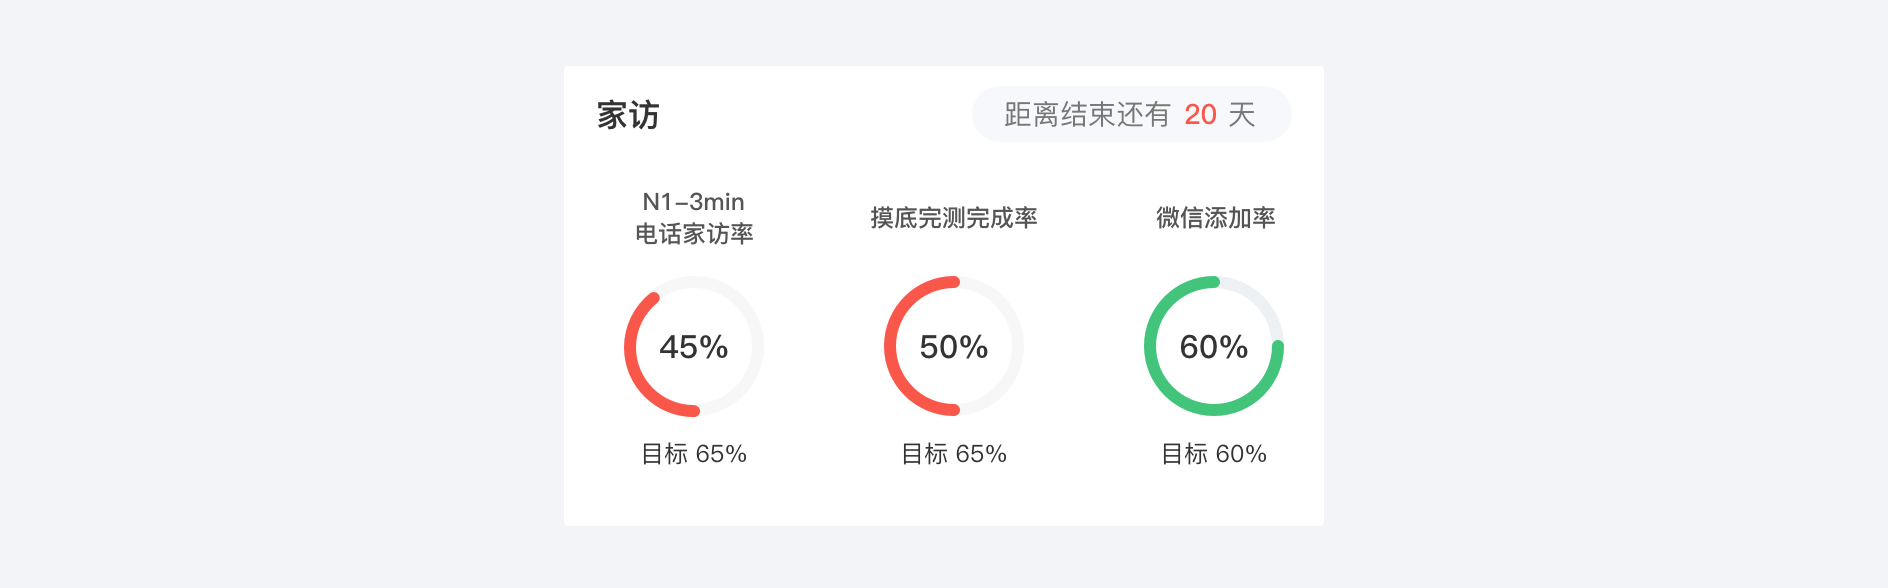 家访
距离结束还有 20 天
N1-3min
电话家访率
摸底完测完成率
微信添加率
45%
50%
60%
目标 65%
目标 65%
目标 60%